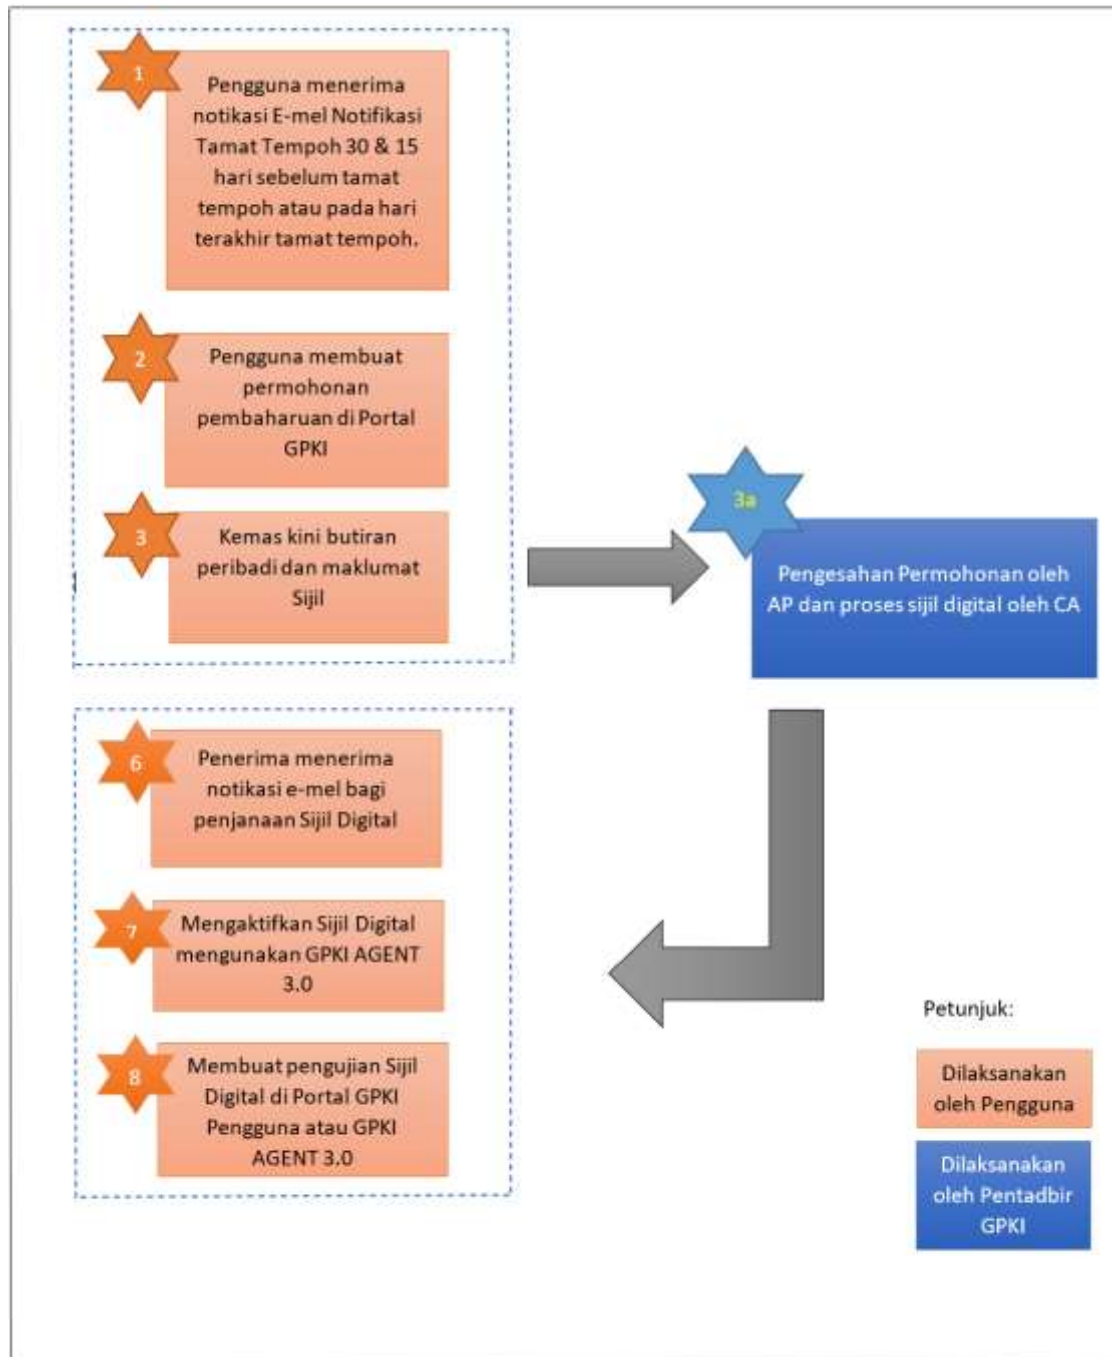 1
Pengguna menerima
notikasi E-mel Notifikasi
Tamat Tempoh 30 & 15
hari sebelum tamat
tempoh atau pada hari
terakhir tamat tempoh.
2
Pengguna membuat
permohonan
pembaharuan di Portal
GPKI
3
Kemas kini butiran
peribadi dan maklumat
Sijil
3a
Pengesahan Permohonan oleh
AP dan proses sijil digital oleh CA
6
Penerima menerima
notikasi e-mel bagi
penjanaan Sijil Digital
7
Mengaktifkan Sijil Digital
mengunakan GPKI AGENT
3.0
8
Membuat pengujian Sijil
Digital di Portal GPKI
Pengguna atau GPKI
AGENT 3.0
Petunjuk:
Dilaksanakan
oleh Pengguna
Dilaksanakan
oleh Pentadbir
GPKI